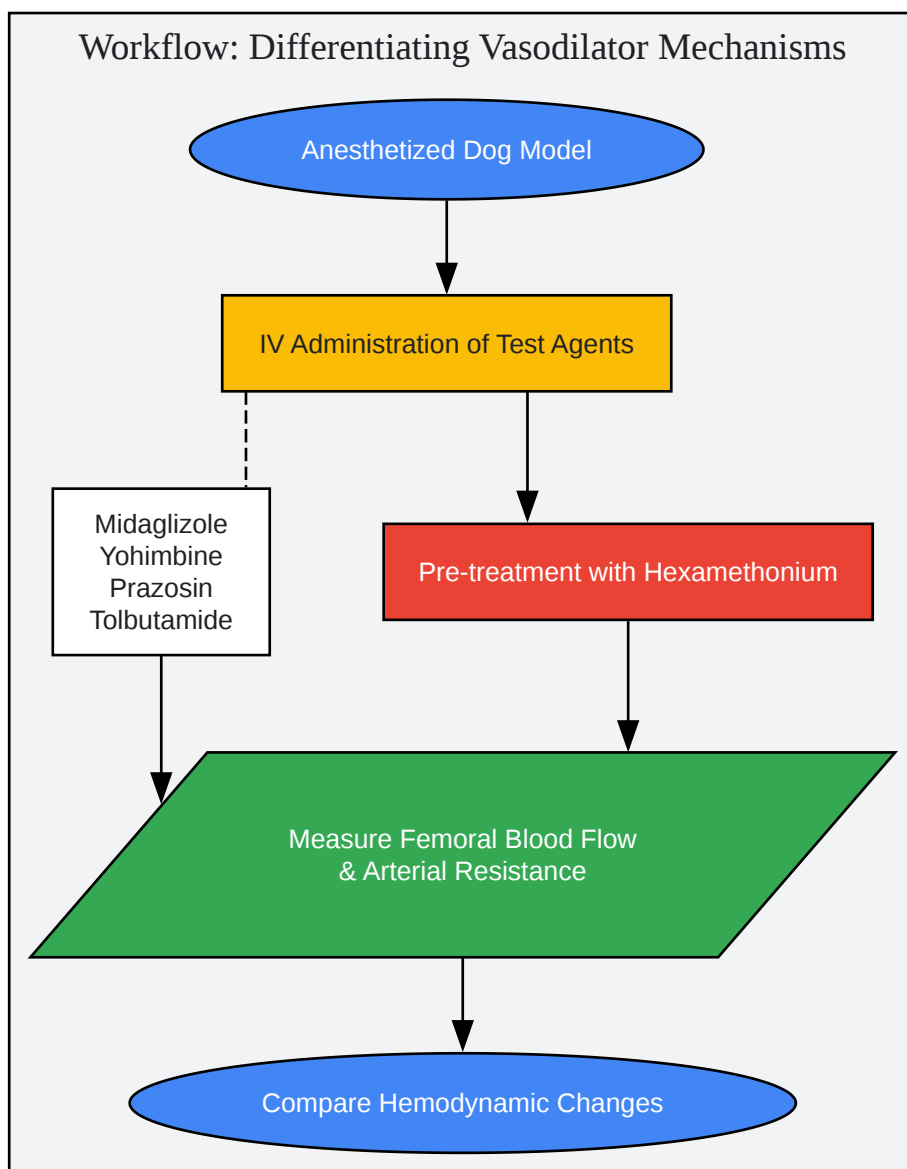 Workflow: Differentiating Vasodilator Mechanisms
Anesthetized Dog Model
IV Administration of Test Agents
Midaglizole
Yohimbine
Prazosin
Tolbutamide
Pre-treatment with Hexamethonium
Measure Femoral Blood Flow
& Arterial Resistance
Compare Hemodynamic Changes